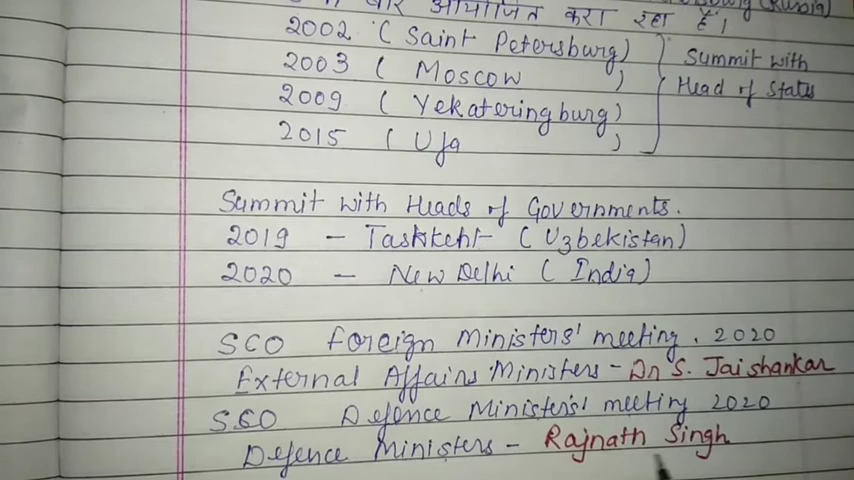 बार आयोजित करा रहा है। (Russia)
2002 ( Saint Petersburg)
2003 ( Moscow )
2009 ( Yekateringburg)
2015 ( Ufa )
Summit with
Head of States
Summit with Heads of Governments.
2019 - Taskkent (Uzbekistan)
2020 - New Delhi ( India)
SCO Foreign Ministers' meeting . 2020
External Affairs Ministers - Dr S. Jaishankar
SCO Defence Ministers' meeting 2020
Defence Ministers - Rajnath Singh